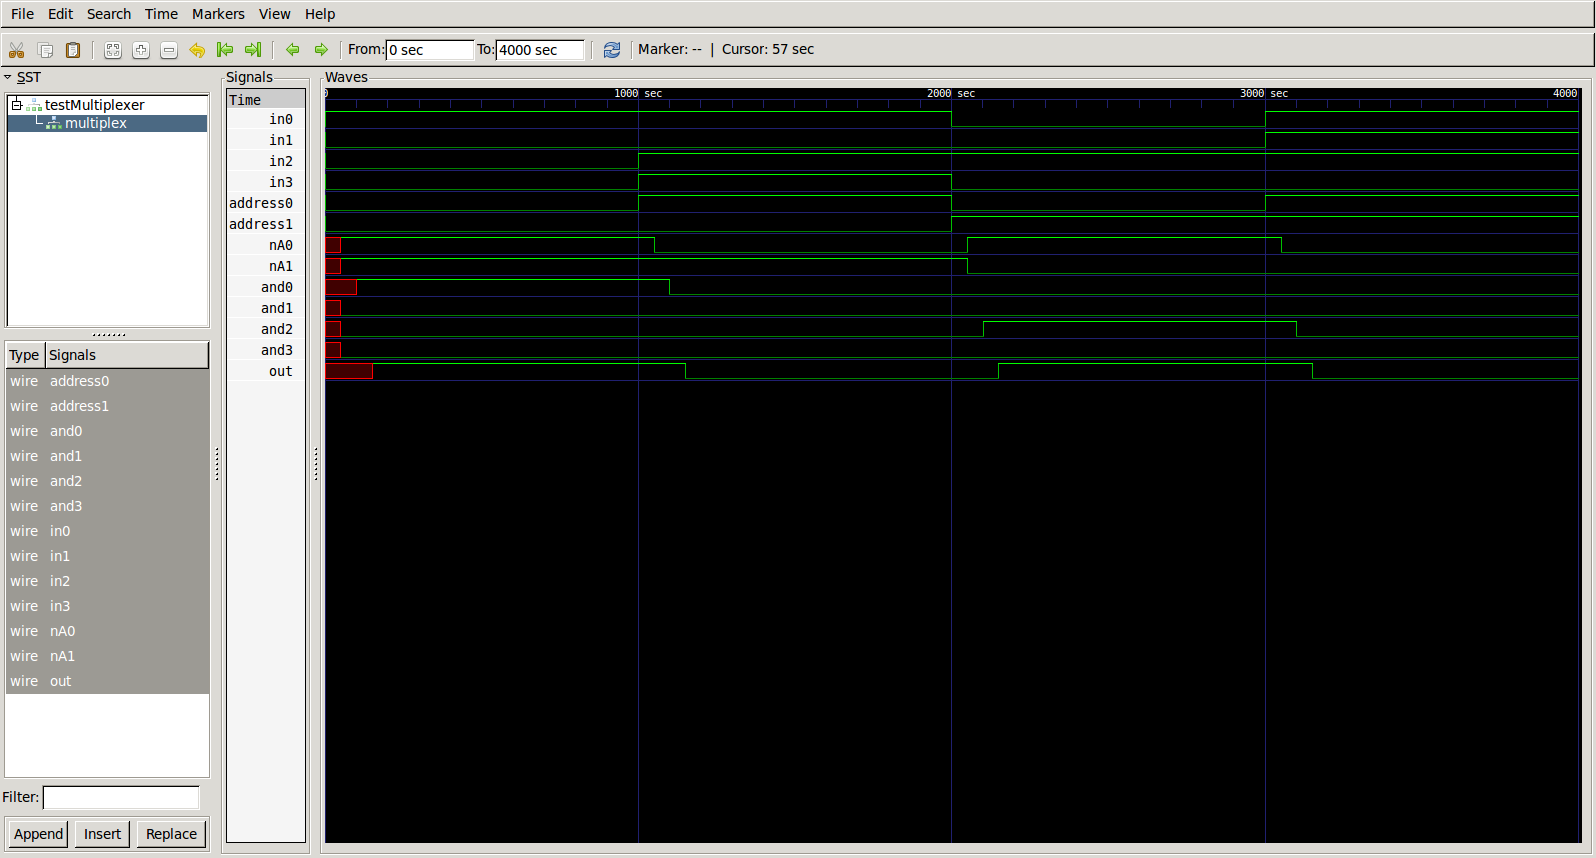 File Edit Search Time Markers View Help
From: 0 sec To: 4000 sec Marker: -- | Cursor: 57 sec
SST
testMultiplexer
multiplex
Type Signals
wire address0
wire address1
wire and0
wire and1
wire and2
wire and3
wire in0
wire in1
wire in2
wire in3
wire nA0
wire nA1
wire out
Filter:
Append Insert Replace
Signals
Time
in0
in1
in2
in3
address0
address1
nA0
nA1
and0
and1
and2
and3
out
Waves
0 1000 sec 2000 sec 3000 sec 4000